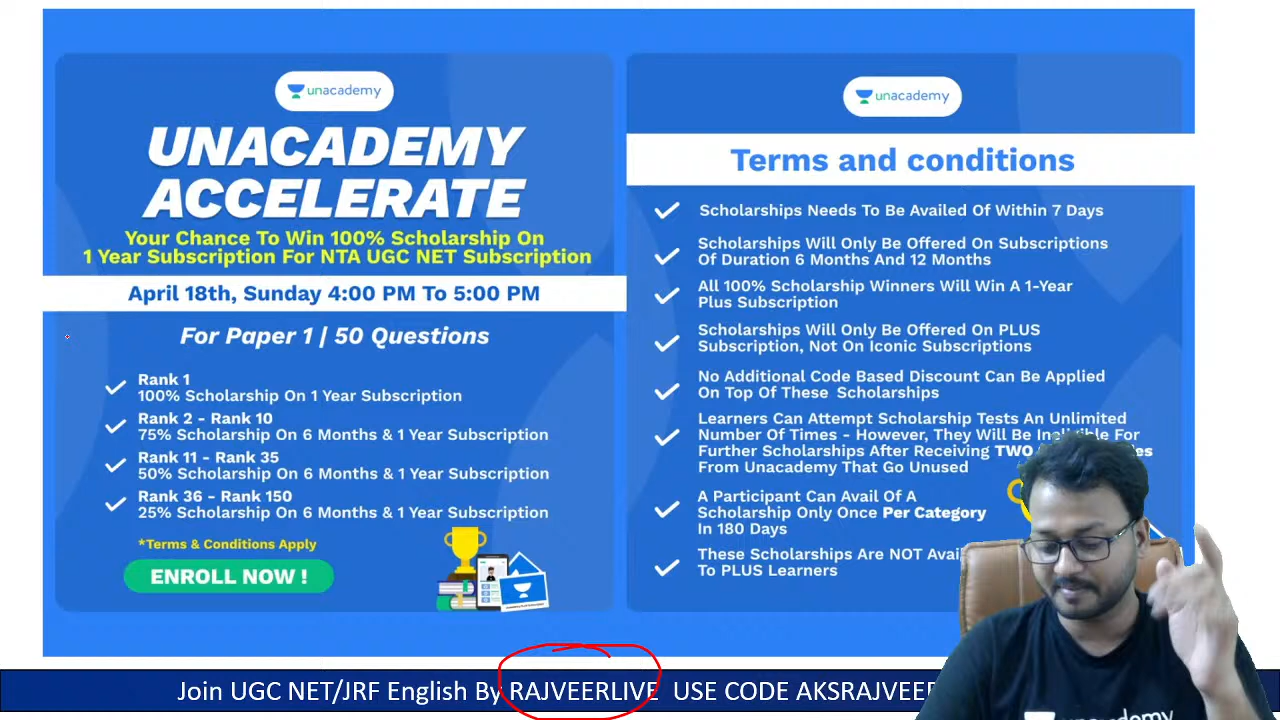 unacademy
UNACADEMY
ACCELERATE
Your Chance To Win 100% Scholarship On
1 Year Subscription For NTA UGC NET Subscription
April 18th, Sunday 4:00 PM To 5:00 PM
For Paper 1 | 50 Questions
Rank 1
100% Scholarship On 1 Year Subscription
Rank 2 - Rank 10
75% Scholarship On 6 Months & 1 Year Subscription
Rank 11 - Rank 35
50% Scholarship On 6 Months & 1 Year Subscription
Rank 36 - Rank 150
25% Scholarship On 6 Months & 1 Year Subscription
*Terms & Conditions Apply
ENROLL NOW !
unacademy
Terms and conditions
Scholarships Needs To Be Availed Of Within 7 Days
Scholarships Will Only Be Offered On Subscriptions
Of Duration 6 Months And 12 Months
All 100% Scholarship Winners Will Win A 1-Year
Plus Subscription
Scholarships Will Only Be Offered On PLUS
Subscription, Not On Iconic Subscriptions
No Additional Code Based Discount Can Be Applied
On Top Of These Scholarships
Learners Can Attempt Scholarship Tests An Unlimited
Number Of Times - However, They Will Be Ineligible For
Further Scholarships After Receiving TWO
From Unacademy That Go Unused
A Participant Can Avail Of A
Scholarship Only Once Per Category
In 180 Days
These Scholarships Are NOT
To PLUS Learners
Join UGC NET/JRF English By RAJVEERLIVE USE CODE AKSRAJVEER
unacademy